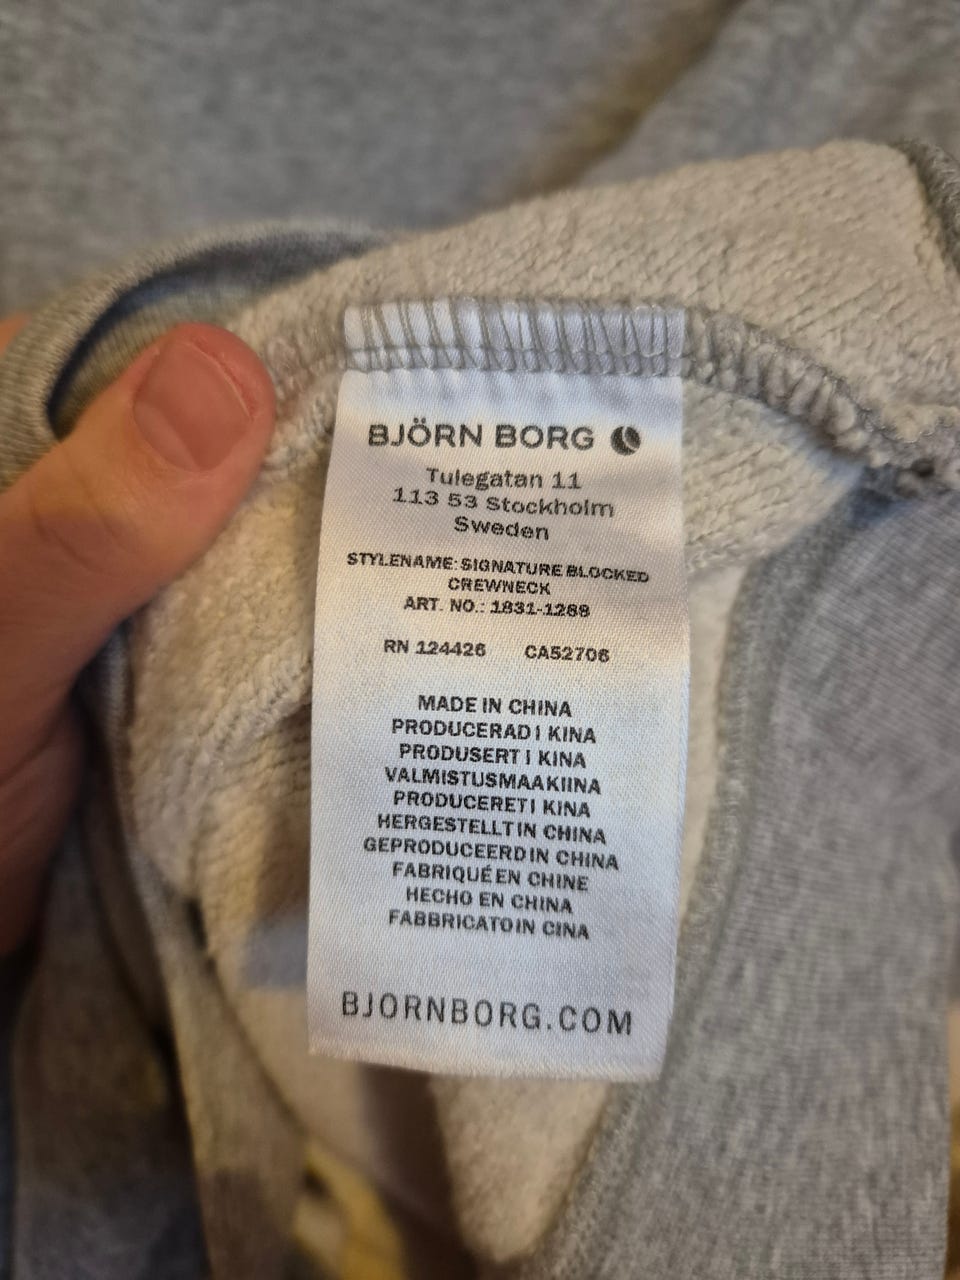 BJÖRN BORG
Tulegatan 11
113 53 Stockholm
Sweden
STYLENAME: SIGNATURE BLOCKED
CREWNECK
ART. NO.: 1831-1288
RN 124426 CA52706
MADE IN CHINA
PRODUCERAD I KINA
PRODUSERT I KINA
VALMISTUSMAA KIINA
PRODUCERET I KINA
HERGESTELLT IN CHINA
GEPRODUCEERD IN CHINA
FABRIQUÉ EN CHINE
HECHO EN CHINA
FABBRICATO IN CINA
BJORNBORG.COM